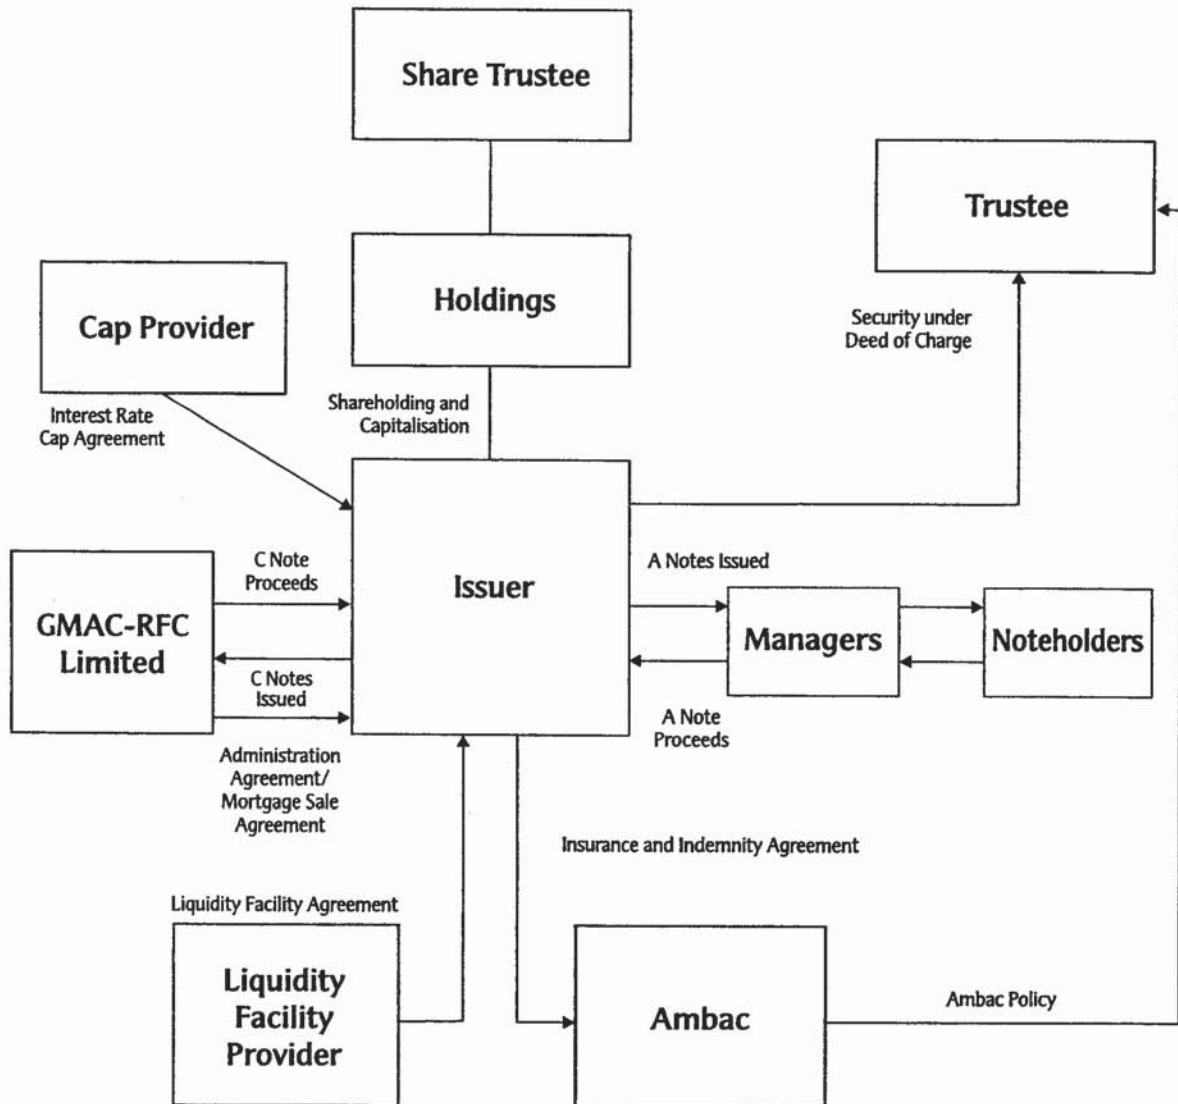 Share Trustee
Trustee
Holdings
Cap Provider
Security under
Deed of Charge
Interest Rate
Cap Agreement
Shareholding and
Capitalisation
C Note
Proceeds
A Notes Issued
Issuer
GMAC-RFC
Limited
Managers
Noteholders
C Notes
Issued
A Note
Proceeds
Administration
Agreement/
Mortgage Sale
Agreement
Insurance and Indemnity Agreement
Liquidity Facility Agreement
Liquidity
Facility
Provider
Ambac
Ambac Policy